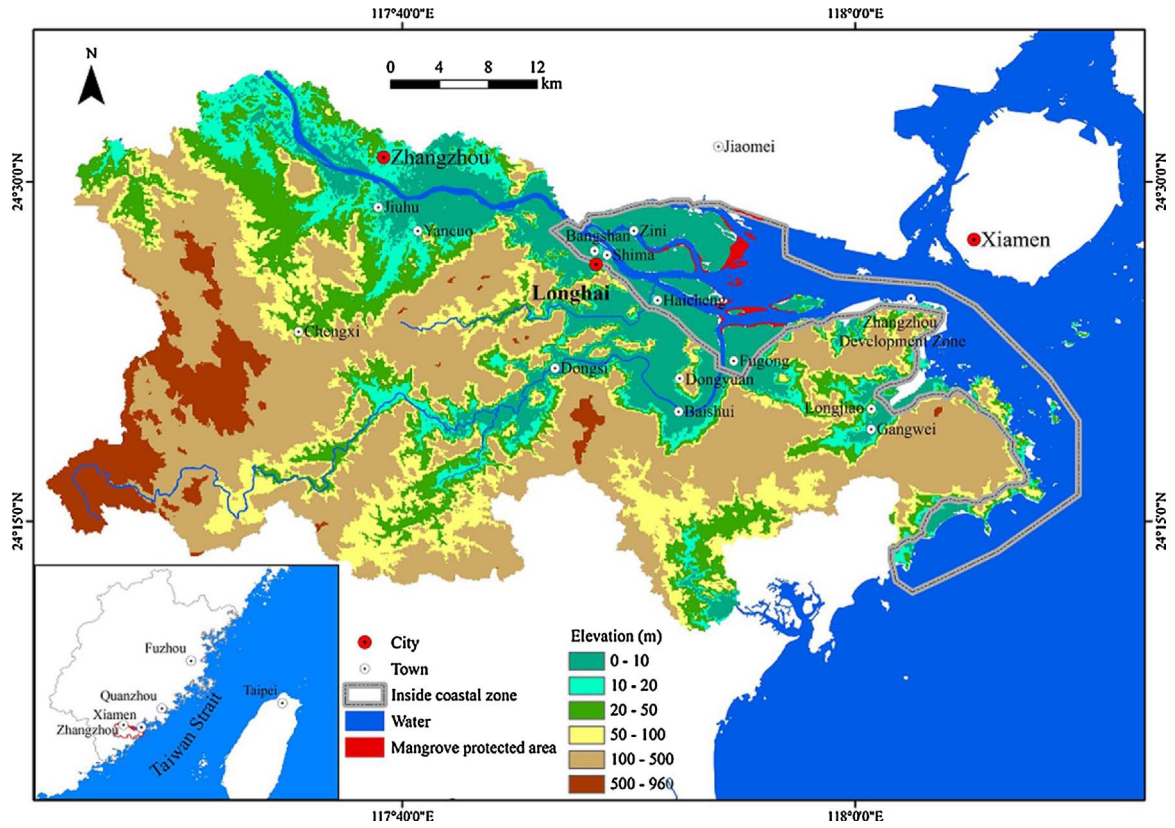 117°40'0"E
118°0'0"E
N
0 4 8 12
km
Jiaomei
Zhangzhou
24°30'0"N
24°30'0"N
Jiuhu
Yancuo
Zini
Bangshan
Shima
Xiamen
Longhai
Haicheng
Chengxi
Zhangzhou
Development Zone
Fugong
Dongsi
Dongyuan
Baishui
Longjiao
Gangwei
24°15'0"N
24°15'0"N
Fuzhou
Quanzhou
Xiamen
Zhangzhou
Taipei
Taiwan Strait
City
Town
Inside coastal zone
Water
Mangrove protected area
Elevation (m)
0 - 10
10 - 20
20 - 50
50 - 100
100 - 500
500 - 960
117°40'0"E
118°0'0"E